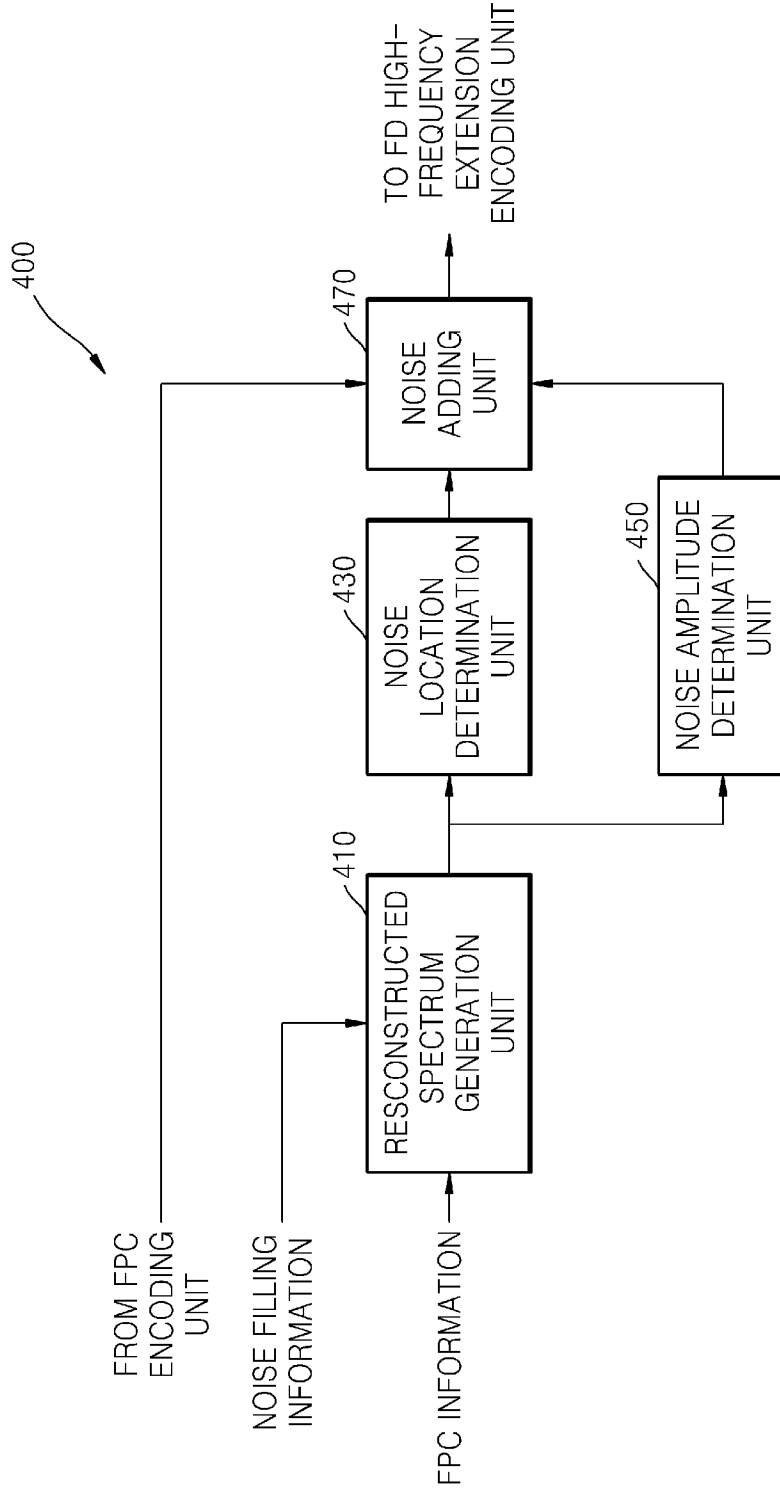 400
FROM FPC
ENCODING
UNIT
NOISE FILLING
INFORMATION
FPC INFORMATION
410
RESCONSTRUCTED
SPECTRUM
GENERATION
UNIT
430
NOISE
LOCATION
DETERMINATION
UNIT
450
NOISE AMPLITUDE
DETERMINATION
UNIT
470
NOISE
ADDING
UNIT
TO FD HIGH-
FREQUENCY
EXTENSION
ENCODING UNIT